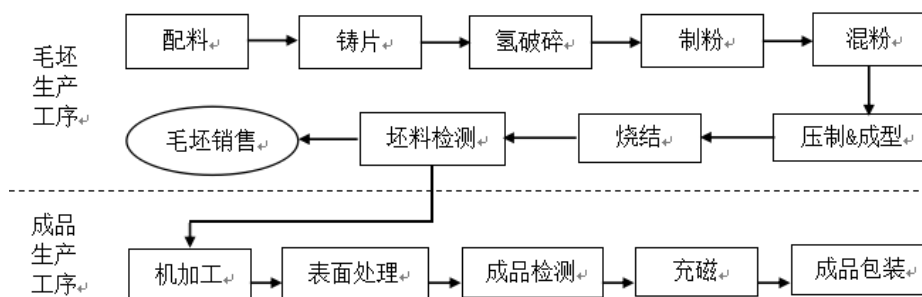 毛坯
生产
工序
配料
铸片
氢破碎
制粉
混粉
毛坯销售
坯料检测
烧结
压制&成型
成品
生产
工序
机加工
表面处理
成品检测
充磁
成品包装